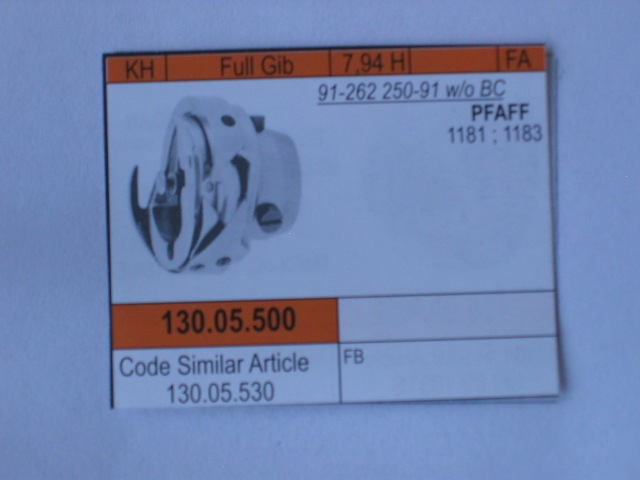 KH Full Gib 7,94 H FA
91-262 250-91 w/o BC
PFAFF
1181 ; 1183
130.05.500
Code Similar Article
130.05.530
FB